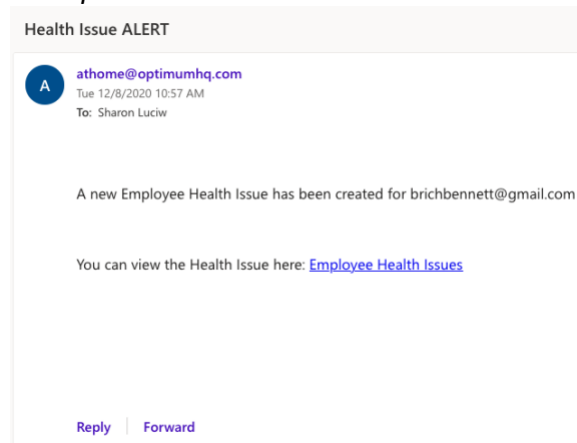 Health Issue ALERT
A
athome@optimumhq.com
Tue 12/8/2020 10:57 AM
To: Sharon Luciw
A new Employee Health Issue has been created for brichbennett@gmail.com
You can view the Health Issue here: Employee Health Issues
Reply Forward